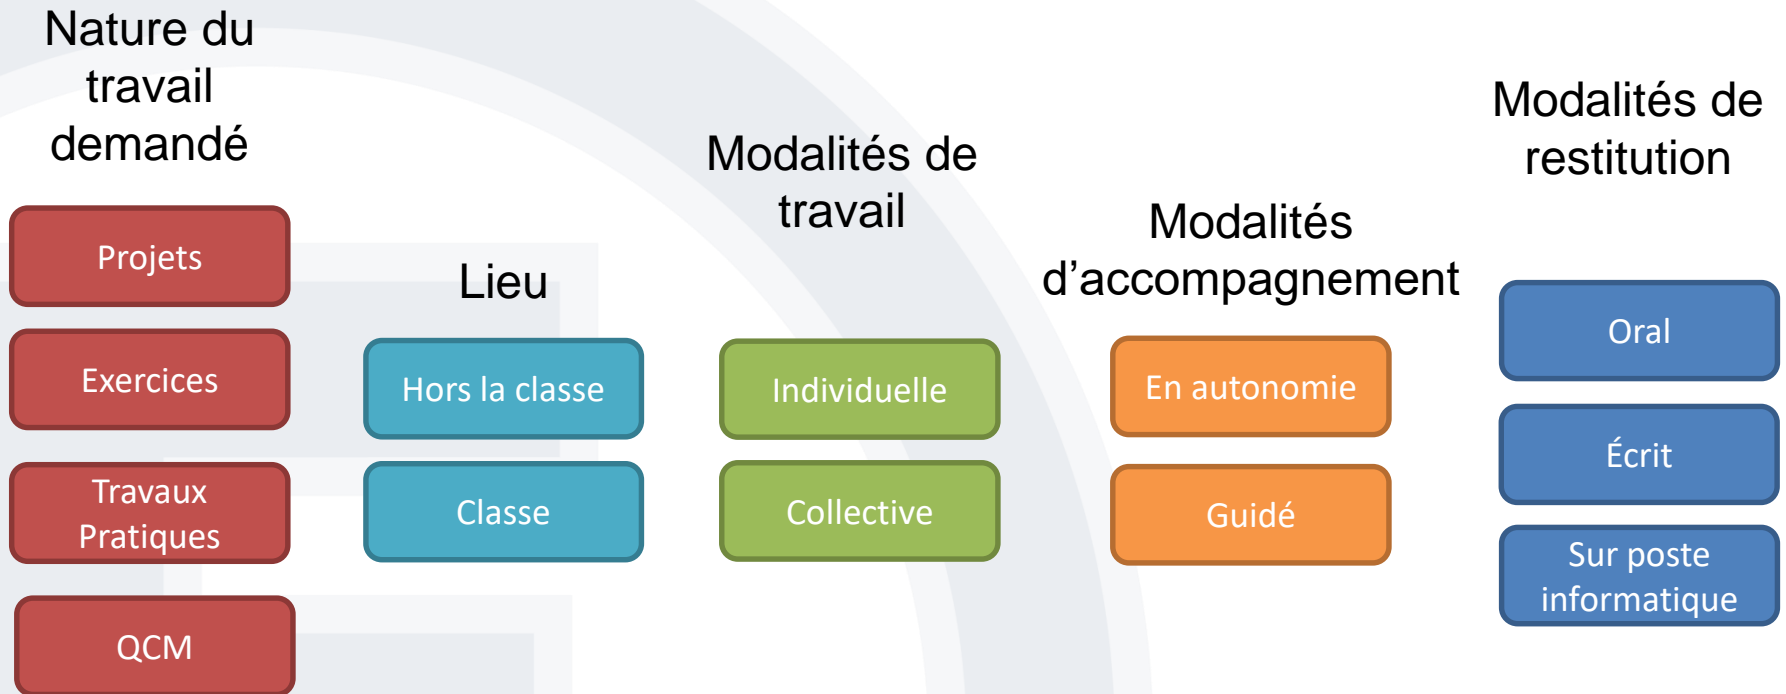 Nature du
travail
demandé
Projets
Exercices
Travaux
Pratiques
QCM
Lieu
Hors la classe
Classe
Modalités de
travail
Individuelle
Collective
Modalités
d’accompagnement
En autonomie
Guidé
Modalités de
restitution
Oral
Écrit
Sur poste
informatique